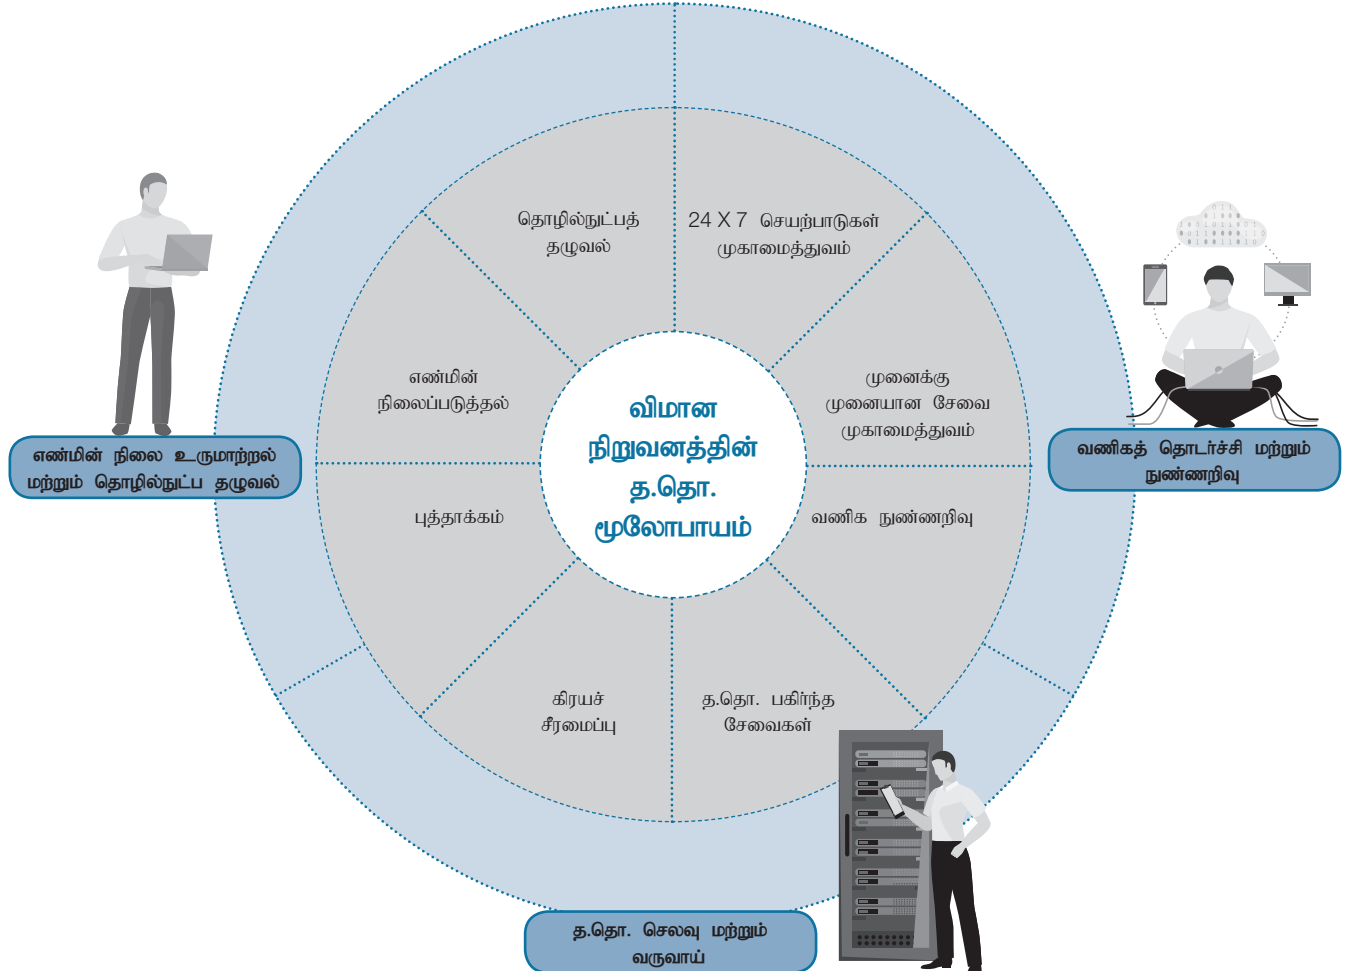 தொழில்நுட்பத்
தழுவல்
24 X 7 செயற்பாடுகள்
முகாமைத்துவம்
எண்மின்
நிலைப்படுத்தல்
முனைக்கு
முனையான சேவை
முகாமைத்துவம்
விமான
நிறுவனத்தின்
த.தொ.
மூலோபாயம்
எண்மின் நிலை உருமாற்றல்
மற்றும் தொழில்நுட்ப தழுவல்
வணிகத் தொடர்ச்சி மற்றும்
நுண்ணறிவு
புத்தாக்கம்
வணிக நுண்ணறிவு
கிரயச்
சீரமைப்பு
த.தொ. பகிர்ந்த
சேவைகள்
த.தொ. செலவு மற்றும்
வருவாய்